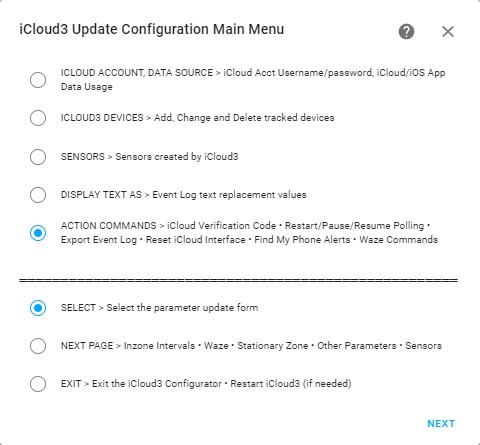 iCloud3 Update Configuration Main Menu
ICLOUD ACCOUNT, DATA SOURCE > iCloud Acct Username/password, iCloud/iOS App
Data Usage
ICLOUD3 DEVICES > Add, Change and Delete tracked devices
SENSORS > Sensors created by iCloud3
DISPLAY TEXT AS > Event Log text replacement values
ACTION COMMANDS > iCloud Verification Code • Restart/Pause/Resume Polling •
Export Event Log • Reset iCloud Interface • Find My Phone Alerts • Waze Commands
SELECT > Select the parameter update form
NEXT PAGE > Inzone Intervals • Waze • Stationary Zone • Other Parameters • Sensors
EXIT > Exit the iCloud3 Configurator • Restart iCloud3 (if needed)
NEXT